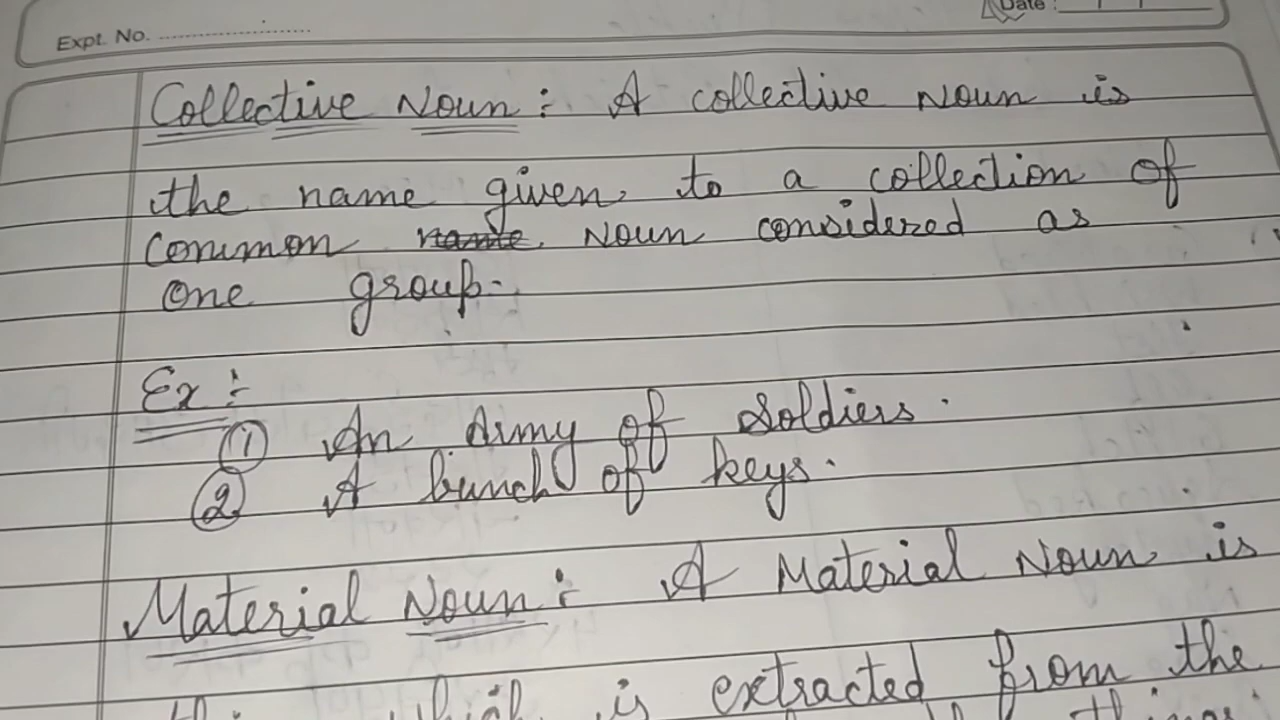 Date :
Expt. No.
Collective Noun : A collective Noun is
the name given to a collection of
common name Noun considered as
one group.
Ex :
① An Army of Soldiers.
② A bunch of keys.
Material Noun : A Material Noun is
is extracted from the